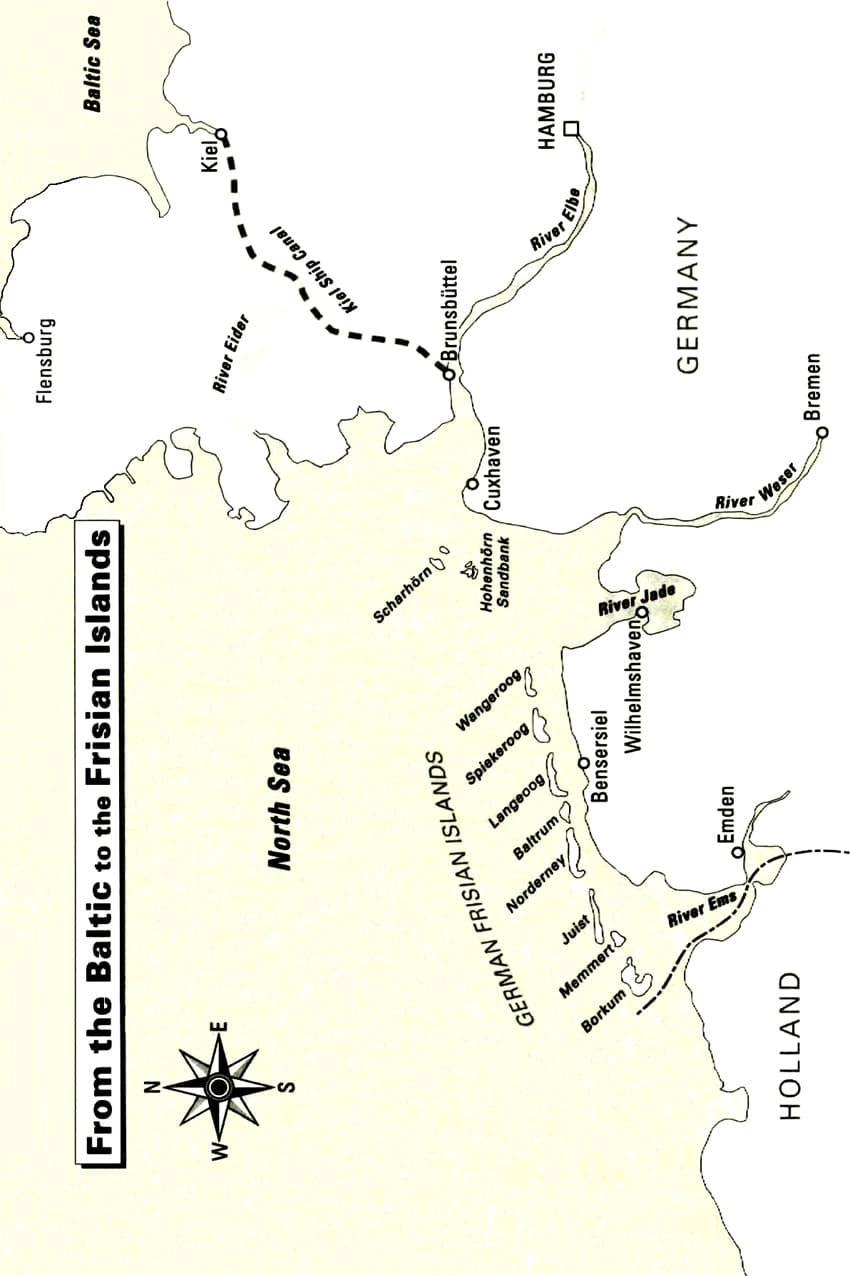 From the Baltic to the Frisian Islands
Baltic Sea
Flensburg
Kiel
River Eider
Kiel Ship Canal
HAMBURG
River Elbe
Brunsbüttel
North Sea
N
W
E
S
Scharhörn
Cuxhaven
Hohenhörn
Sandbank
GERMANY
GERMAN FRISIAN ISLANDS
Wangeroog
Spiekeroog
Langeoog
Baltrum
Norderney
Juist
Memmert
Borkum
Bensersiel
River Jade
Wilhelmshaven
River Weser
Bremen
Emden
River Ems
HOLLAND